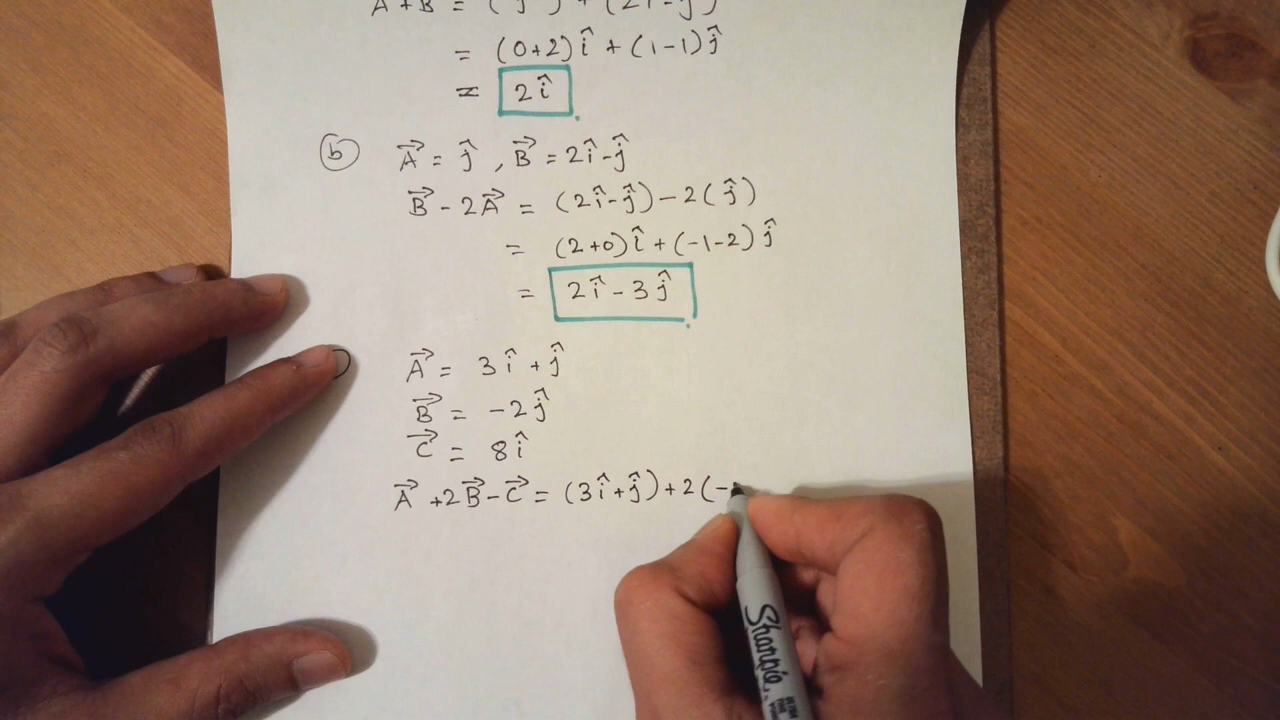 A⃗ + B⃗ = (ĵ) + (2î - ĵ)
= (0+2)î + (1-1)ĵ
= 2î
(b) A⃗ = ĵ , B⃗ = 2î-ĵ
B⃗ - 2A⃗ = (2î-ĵ) - 2(ĵ)
= (2+0)î + (-1-2)ĵ
= 2î - 3ĵ
A⃗ = 3î + ĵ
B⃗ = -2ĵ
C⃗ = 8î
A⃗ +2B⃗ - C⃗ = (3î+ĵ) +2(-
Sharpie.